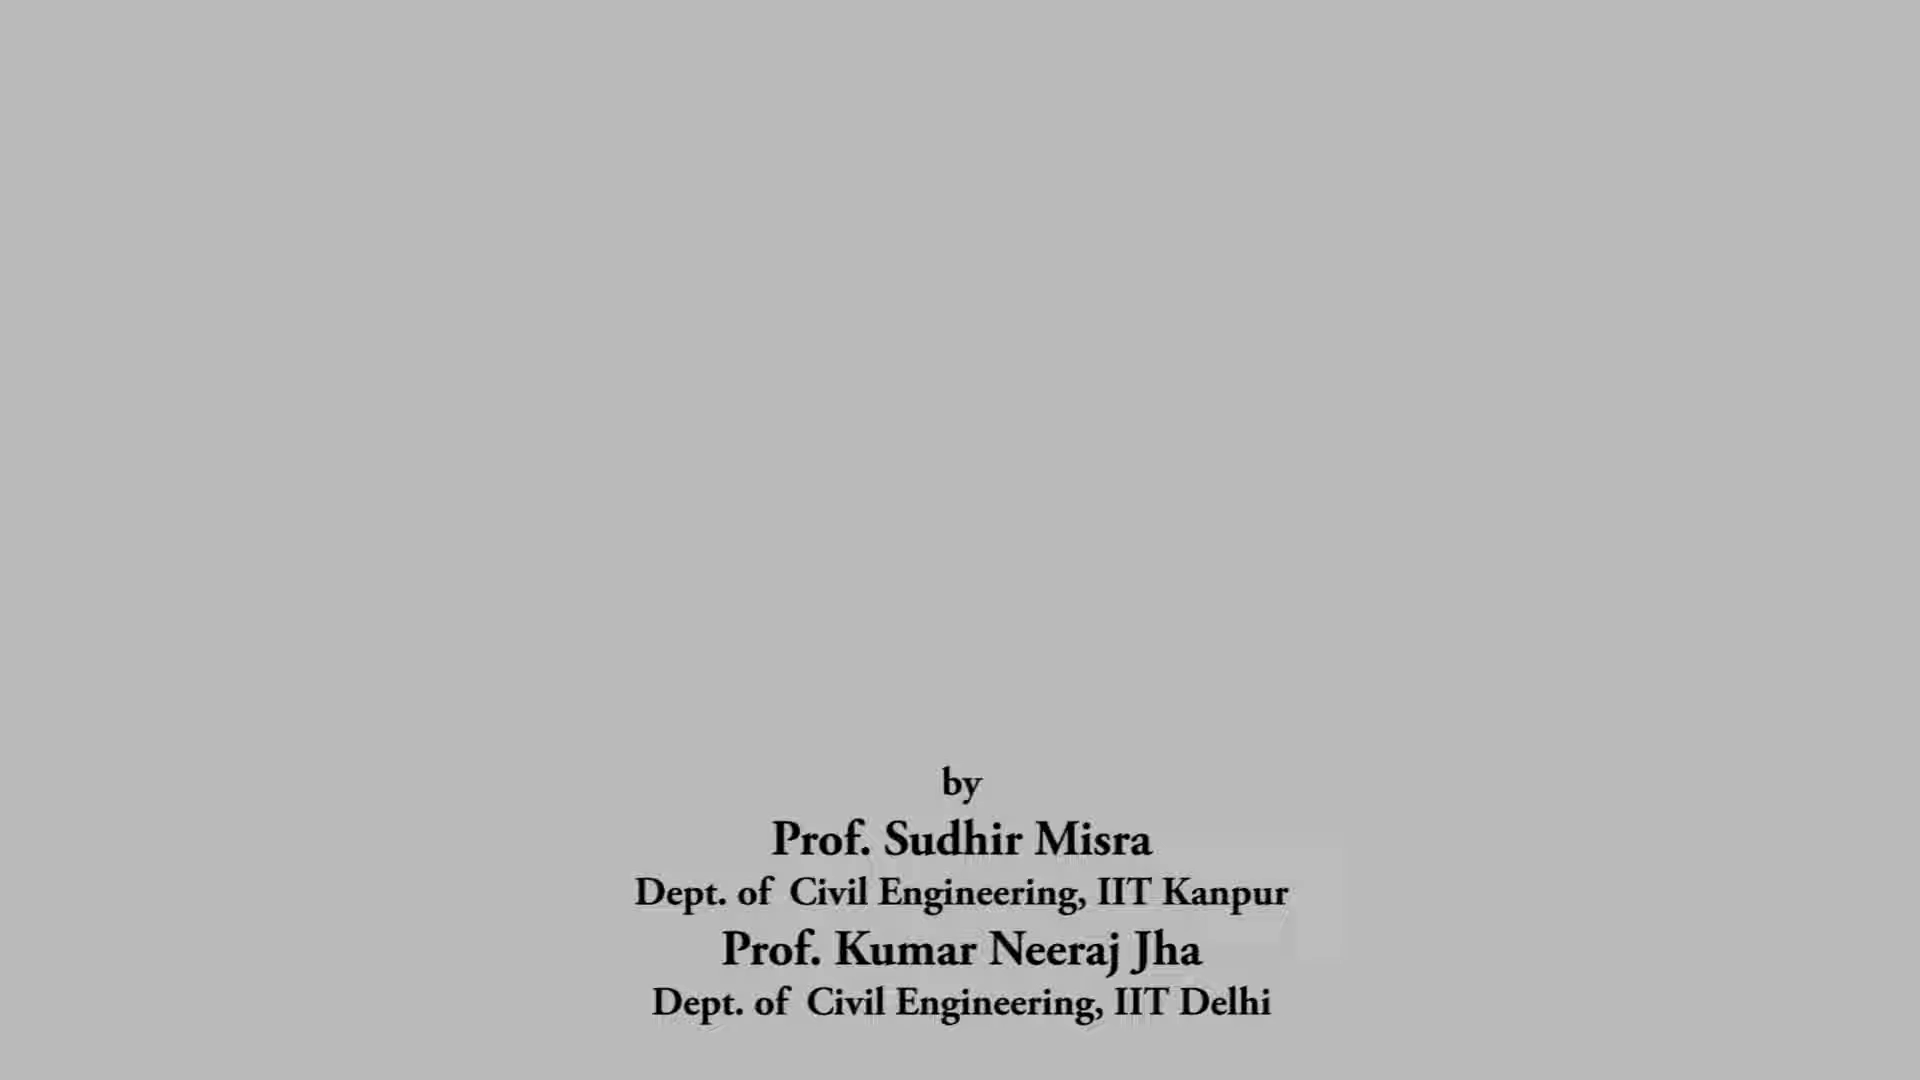 by
Prof. Sudhir Misra
Dept. of Civil Engineering, IIT Kanpur
Prof. Kumar Neeraj Jha
Dept. of Civil Engineering, IIT Delhi